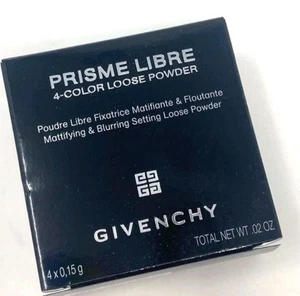 PRISME LIBRE
4-COLOR LOOSE POWDER
Poudre Libre Fixatrice Matifiante & Floutante
Mattifying & Blurring Setting Loose Powder
GIVENCHY
4 x 0,15g
TOTAL NET WT. .02 OZ